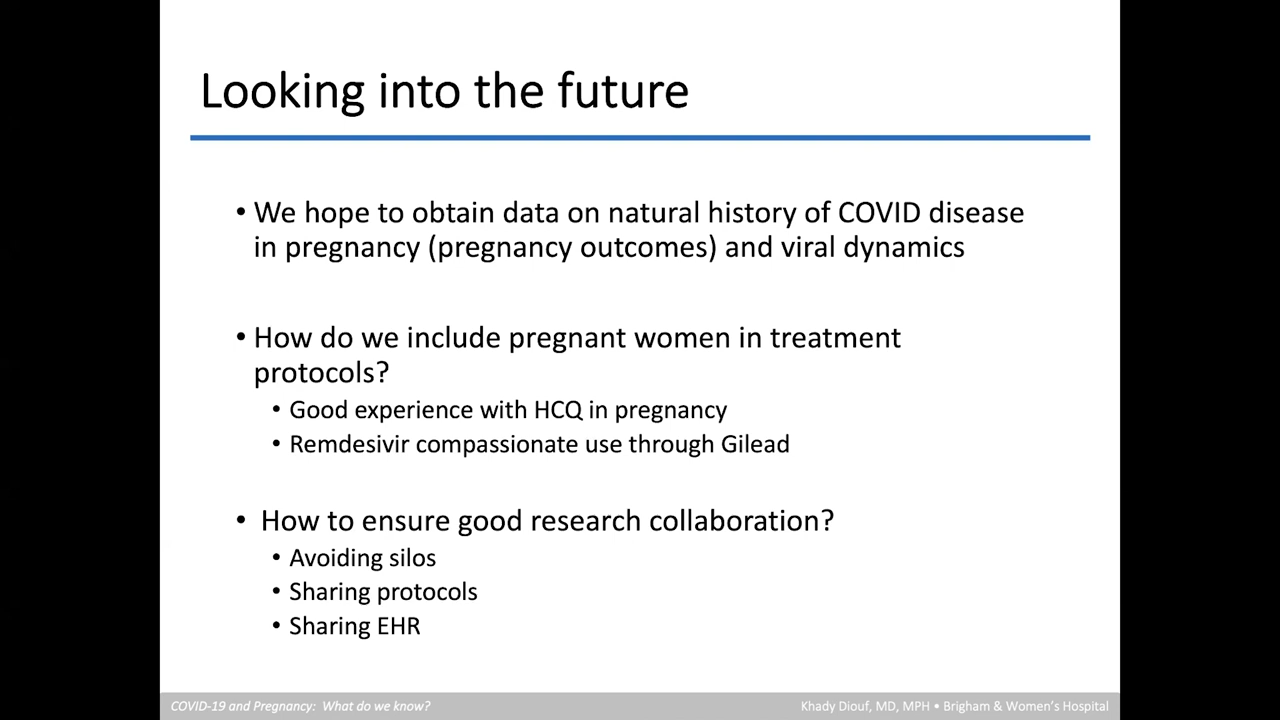 Looking into the future
• We hope to obtain data on natural history of COVID disease
in pregnancy (pregnancy outcomes) and viral dynamics
• How do we include pregnant women in treatment
protocols?
• Good experience with HCQ in pregnancy
• Remdesivir compassionate use through Gilead
• How to ensure good research collaboration?
• Avoiding silos
• Sharing protocols
• Sharing EHR
COVID-19 and Pregnancy: What do we know?
Khady Diouf, MD, MPH • Brigham & Women's Hospital